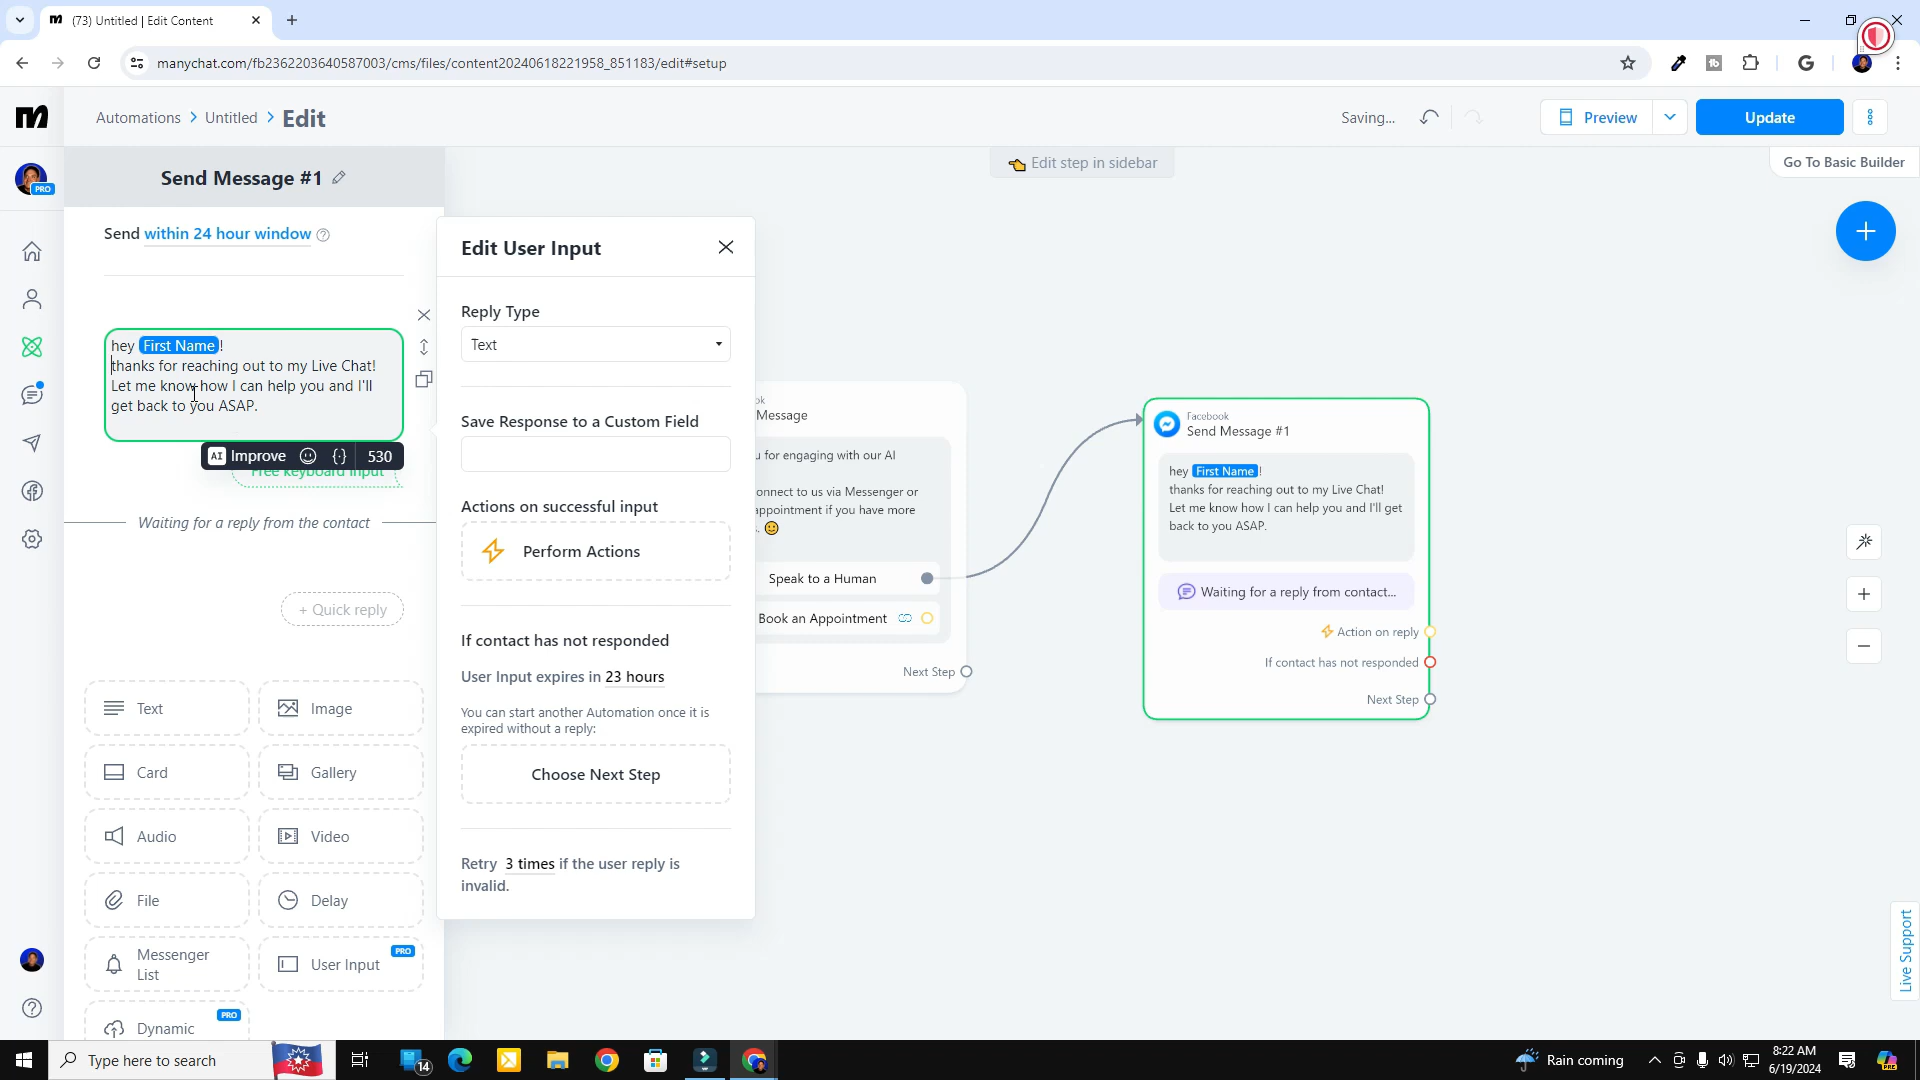 (73) Untitled | Edit Content
manychat.com/fb2362203640587003/cms/files/content20240618221958_851183/edit#setup
Automations > Untitled > Edit
Saving...
Preview
Update
PRO
Send Message #1
Edit step in sidebar
Go To Basic Builder
Send within 24 hour window
hey First Name!
thanks for reaching out to my Live Chat!
Let me know how I can help you and I'll
get back to you ASAP.
AI Improve 530
Free keyboard input
Waiting for a reply from the contact
+ Quick reply
Text
Image
Card
Gallery
Audio
Video
File
Delay
Messenger
List
User Input
PRO
Dynamic
PRO
Edit User Input
Reply Type
Text
Save Response to a Custom Field
Actions on successful input
Perform Actions
If contact has not responded
User Input expires in 23 hours
You can start another Automation once it is
expired without a reply:
Choose Next Step
Retry 3 times if the user reply is
invalid.
ok
Message
u for engaging with our AI
onnect to us via Messenger or
appointment if you have more
.
Speak to a Human
Book an Appointment
Next Step
Facebook
Send Message #1
hey First Name!
thanks for reaching out to my Live Chat!
Let me know how I can help you and I'll get
back to you ASAP.
Waiting for a reply from contact...
Action on reply
If contact has not responded
Next Step
Live Support
Type here to search
14
Rain coming
8:22 AM
6/19/2024